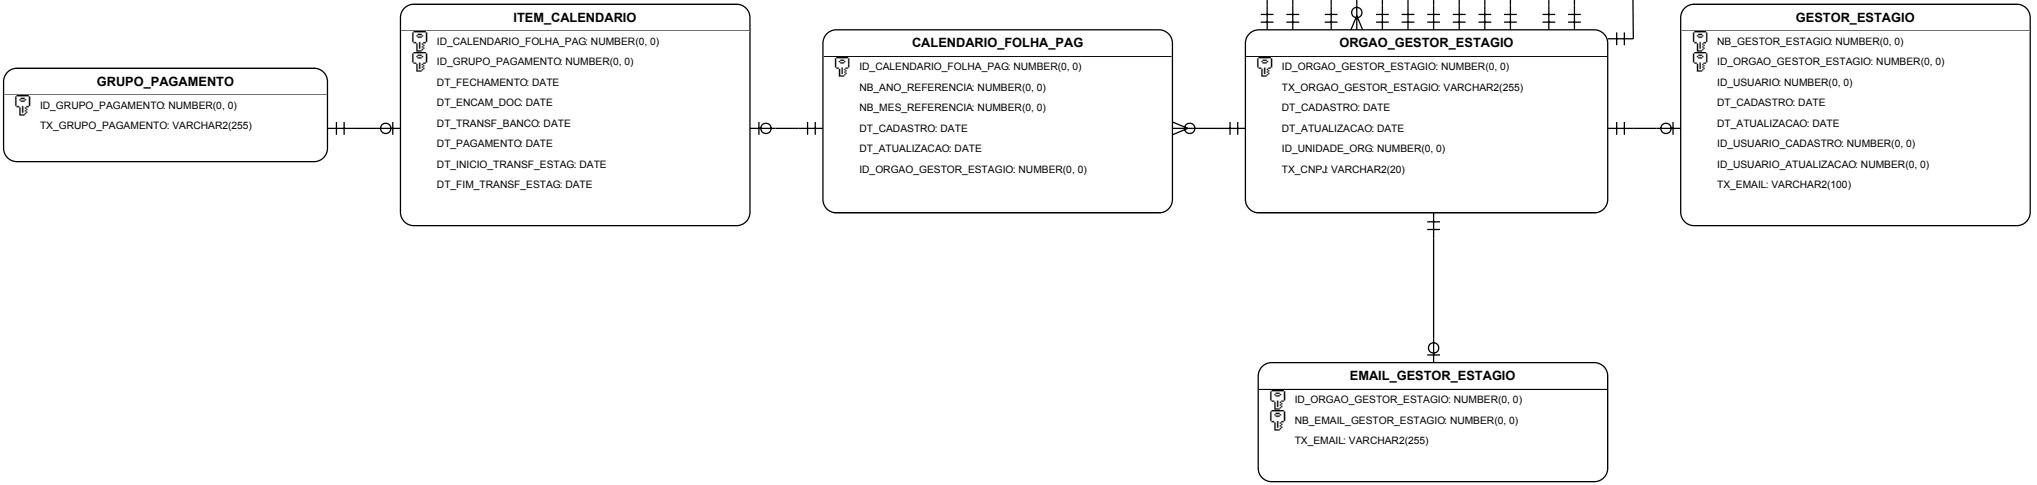 GRUPO_PAGAMENTO
ID_GRUPO_PAGAMENTO: NUMBER(0, 0)
TX_GRUPO_PAGAMENTO: VARCHAR2(255)
ITEM_CALENDARIO
ID_CALENDARIO_FOLHA_PAG: NUMBER(0, 0)
ID_GRUPO_PAGAMENTO: NUMBER(0, 0)
DT_FECHAMENTO: DATE
DT_ENCAM_DOC: DATE
DT_TRANSF_BANCO: DATE
DT_PAGAMENTO: DATE
DT_INICIO_TRANSF_ESTAG: DATE
DT_FIM_TRANSF_ESTAG: DATE
CALENDARIO_FOLHA_PAG
ID_CALENDARIO_FOLHA_PAG: NUMBER(0, 0)
NB_ANO_REFERENCIA: NUMBER(0, 0)
NB_MES_REFERENCIA: NUMBER(0, 0)
DT_CADASTRO: DATE
DT_ATUALIZACAO: DATE
ID_ORGAO_GESTOR_ESTAGIO: NUMBER(0, 0)
ORGAO_GESTOR_ESTAGIO
ID_ORGAO_GESTOR_ESTAGIO: NUMBER(0, 0)
TX_ORGAO_GESTOR_ESTAGIO: VARCHAR2(255)
DT_CADASTRO: DATE
DT_ATUALIZACAO: DATE
ID_UNIDADE_ORG: NUMBER(0, 0)
TX_CNPJ: VARCHAR2(20)
GESTOR_ESTAGIO
NB_GESTOR_ESTAGIO: NUMBER(0, 0)
ID_ORGAO_GESTOR_ESTAGIO: NUMBER(0, 0)
ID_USUARIO: NUMBER(0, 0)
DT_CADASTRO: DATE
DT_ATUALIZACAO: DATE
ID_USUARIO_CADASTRO: NUMBER(0, 0)
ID_USUARIO_ATUALIZACAO: NUMBER(0, 0)
TX_EMAIL: VARCHAR2(100)
EMAIL_GESTOR_ESTAGIO
ID_ORGAO_GESTOR_ESTAGIO: NUMBER(0, 0)
NB_EMAIL_GESTOR_ESTAGIO: NUMBER(0, 0)
TX_EMAIL: VARCHAR2(255)